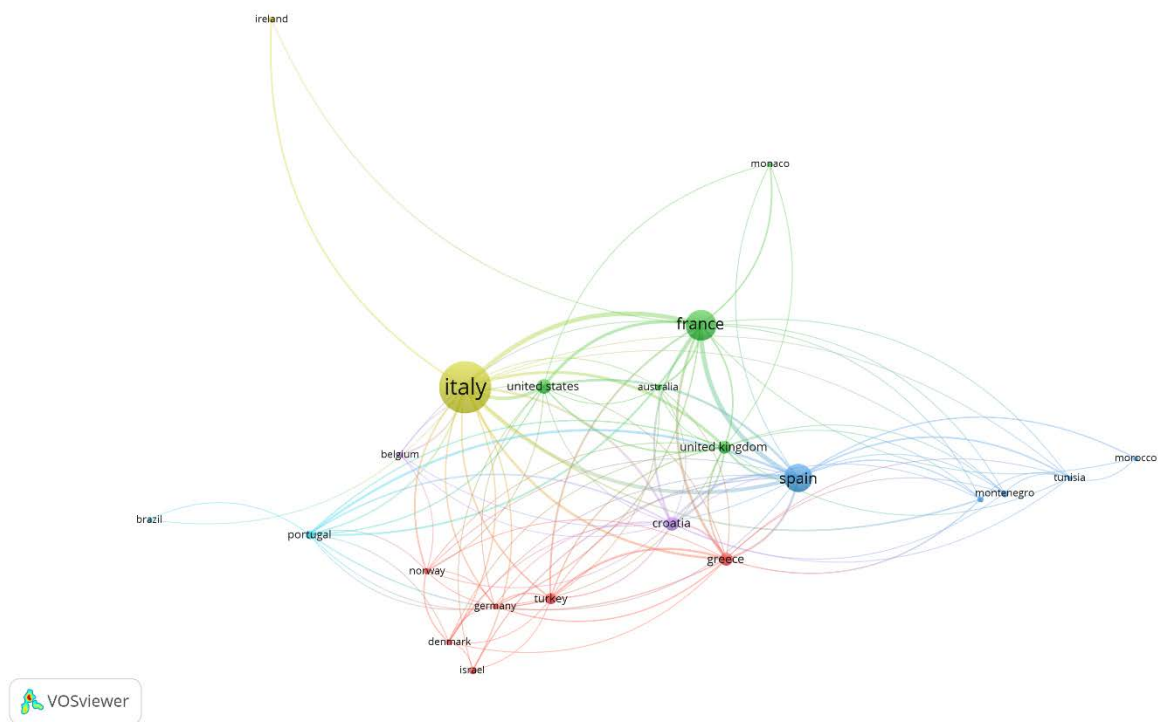 ireland
monaco
france
italy
united states
australia
united kingdom
belgium
spain
morocco
tunisia
montenegro
brazil
croatia
portugal
greece
norway
turkey
germany
denmark
israel
VOSviewer